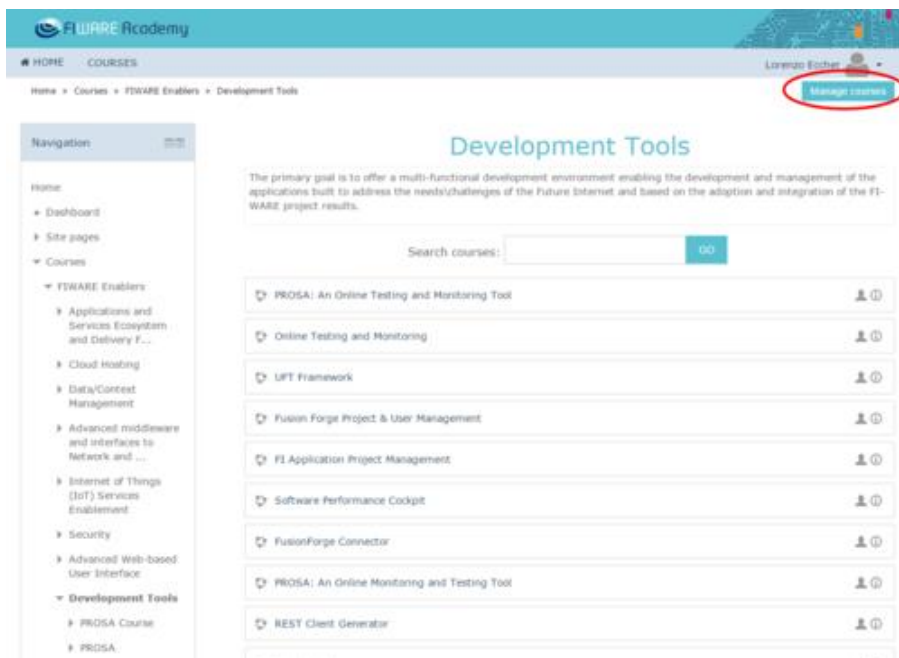 FIWARE Academy
HOME COURSES
Lorenzo Eccher
Home » Courses » FIWARE Enablers » Development Tools
Manage courses
Navigation
Home
Dashboard
Site pages
Courses
FIWARE Enablers
Applications and
Services Ecosystem
and Delivery F...
Cloud Hosting
Data/Context
Management
Advanced middleware
and interfaces to
Network and ...
Internet of Things
(IoT) Services
Enablement
Security
Advanced Web-based
User Interface
Development Tools
PROSA Course
PROSA
Development Tools
The primary goal is to offer a multi-functional development environment enabling the development and management of the
applications built to address the needs\challenges of the Future Internet and based on the adoption and integration of the FI-
WARE project results.
Search courses:
GO
PROSA: An Online Testing and Monitoring Tool
Online Testing and Monitoring
UFT Framework
Fusion Forge Project & User Management
FI Application Project Management
Software Performance Cockpit
FusionForge Connector
PROSA: An Online Monitoring and Testing Tool
REST Client Generator